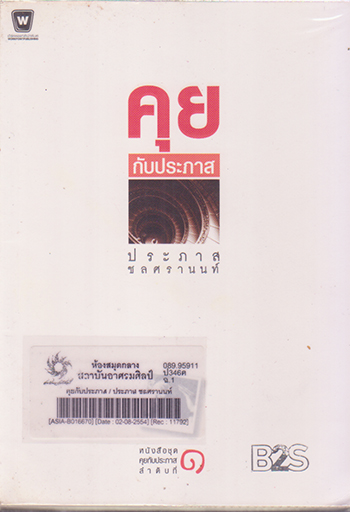 W
คุย
กับประภาส
ประภาส
ชลศรานนท์
ห้องสมุดกลาง
สถาบันอาศรมศิลป์
089.95911
ป346ค
ฉ.1
คุยกับประภาส / ประภาส ชลศรานนท์
[ASIA-B016670] [Date : 02-08-2554] [Rec : 11792]
หนังสือชุด
คุยกับประภาส
ลำดับที่
๑
B2S